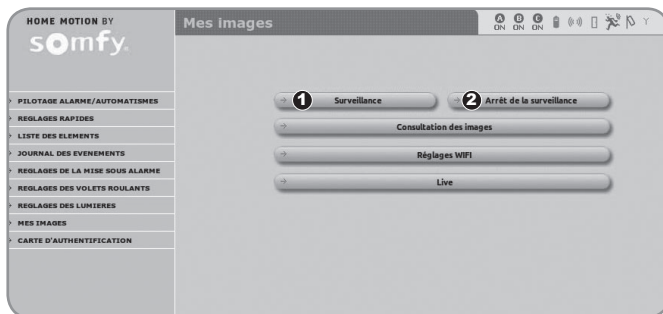 HOME MOTION BY
somfy.
Mes images
A B C
ON ON ON
PILOTAGE ALARME/AUTOMATISMES
REGLAGES RAPIDES
LISTE DES ELEMENTS
JOURNAL DES EVENEMENTS
REGLAGES DE LA MISE SOUS ALARME
REGLAGES DES VOLETS ROULANTS
REGLAGES DES LUMIERES
MES IMAGES
CARTE D'AUTHENTIFICATION
1 Surveillance
2 Arrêt de la surveillance
Consultation des images
Réglages WIFI
Live